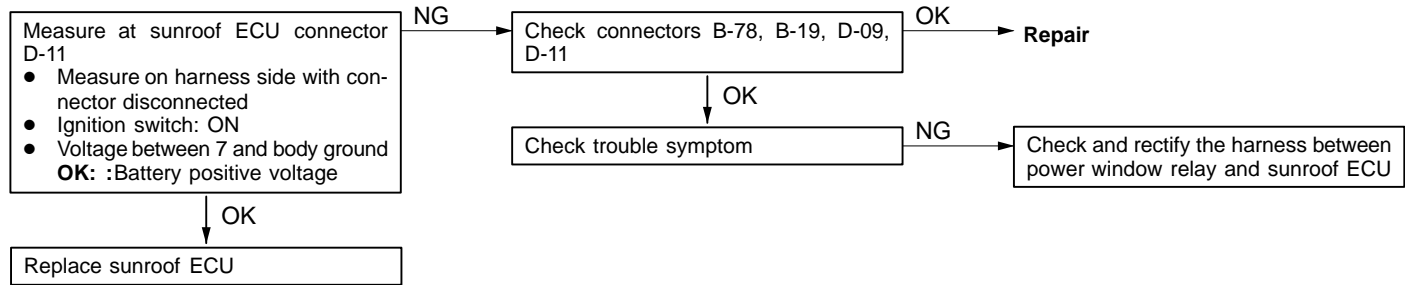 Measure at sunroof ECU connector
D-11
● Measure on harness side with con-
nector disconnected
● Ignition switch: ON
● Voltage between 7 and body ground
OK: :Battery positive voltage
NG
Check connectors B-78, B-19, D-09,
D-11
OK
Repair
OK
Check trouble symptom
NG
Check and rectify the harness between
power window relay and sunroof ECU
OK
Replace sunroof ECU